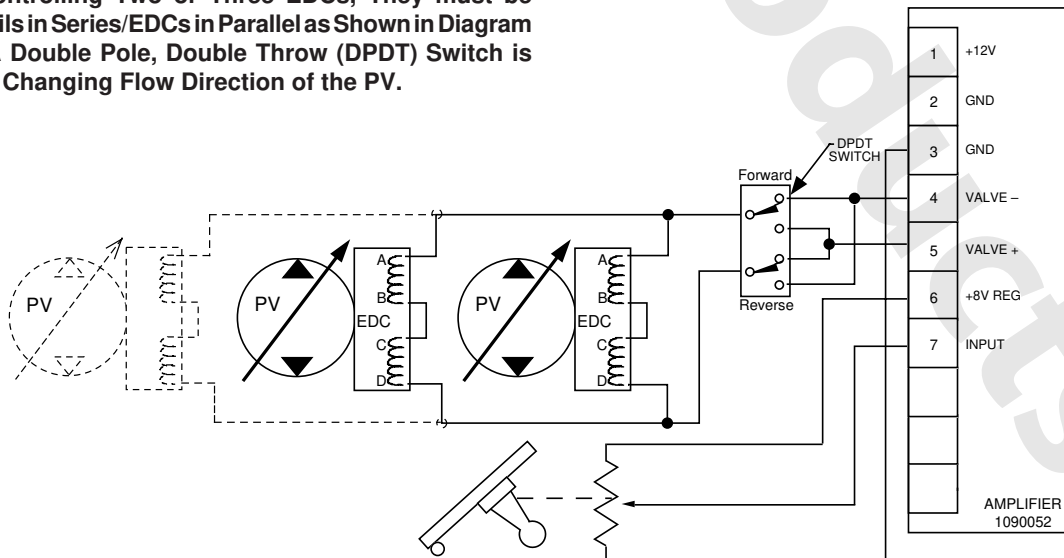 ontrolling Two or Three EDCs, They must be
ils in Series/EDCs in Parallel as Shown in Diagram
Double Pole, Double Throw (DPDT) Switch is
Changing Flow Direction of the PV.
1 +12V
2 GND
3 GND
4 VALVE –
5 VALVE +
6 +8V REG
7 INPUT
AMPLIFIER
1090052
DPDT
SWITCH
Forward
Reverse
PV
PV
A
B
EDC
C
D
PV
A
B
EDC
C
D
oducts